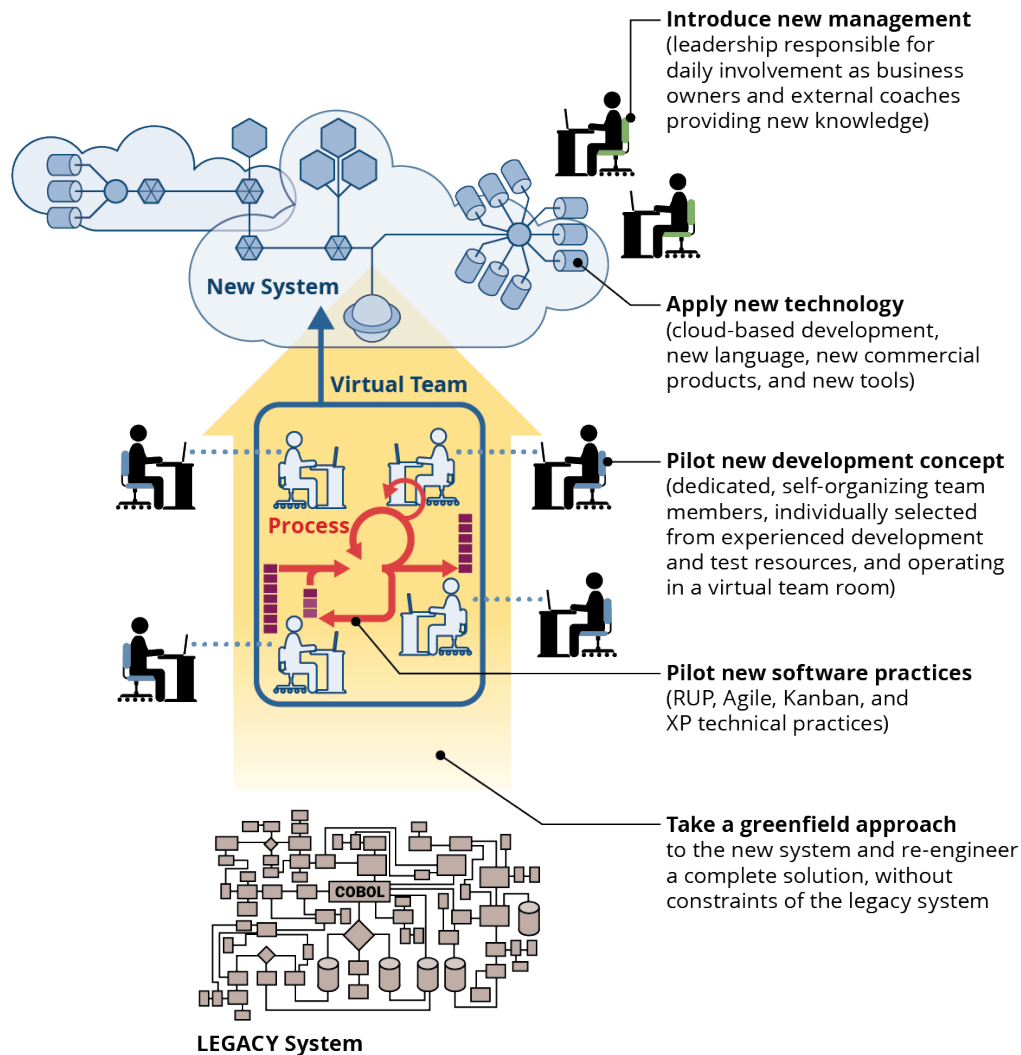 Introduce new management
(leadership responsible for
daily involvement as business
owners and external coaches
providing new knowledge)
New System
Apply new technology
(cloud-based development,
new language, new commercial
products, and new tools)
Virtual Team
Pilot new development concept
(dedicated, self-organizing team
members, individually selected
from experienced development
and test resources, and operating
in a virtual team room)
Process
Pilot new software practices
(RUP, Agile, Kanban, and
XP technical practices)
Take a greenfield approach
to the new system and re-engineer
a complete solution, without
constraints of the legacy system
COBOL
LEGACY System